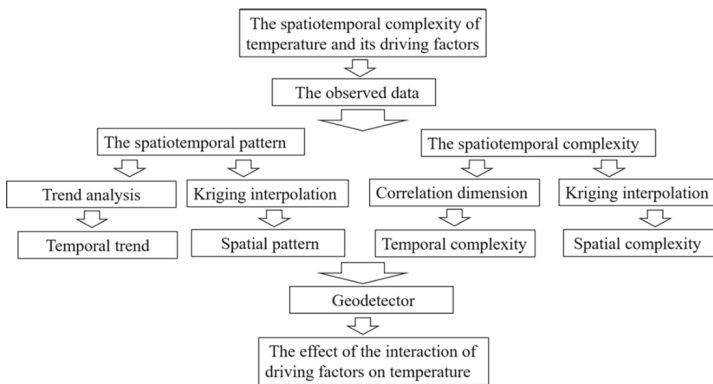 The spatiotemporal complexity of
temperature and its driving factors
The observed data
The spatiotemporal pattern
The spatiotemporal complexity
Trend analysis
Kriging interpolation
Correlation dimension
Kriging interpolation
Temporal trend
Spatial pattern
Temporal complexity
Spatial complexity
Geodetector
The effect of the interaction of
driving factors on temperature